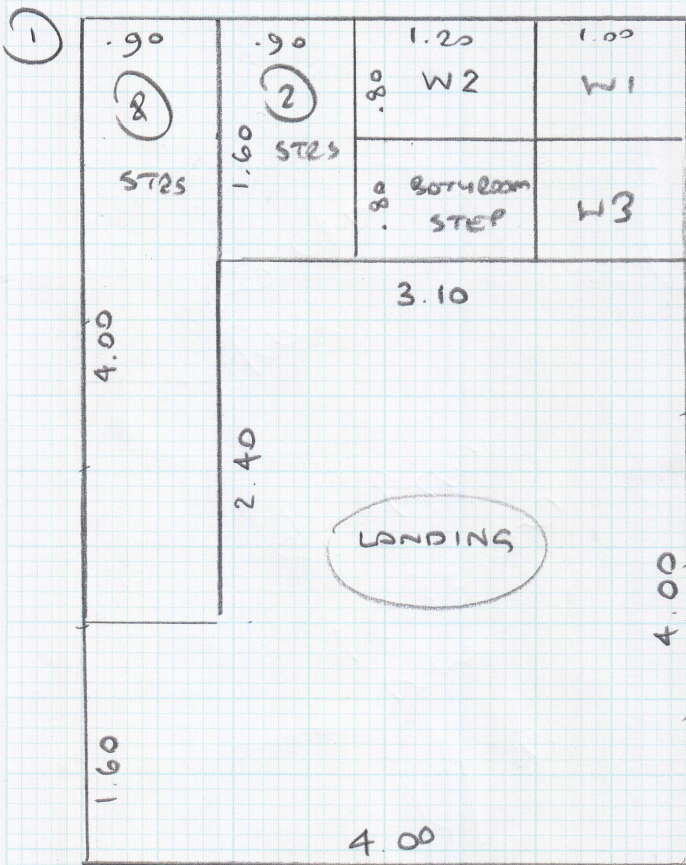 1
.90
.90
1.20
1.00
8
2
.80
W2
W1
STRS
1.60
STRS
.80
BOTHROOM
STEP
W3
3.10
4.00
2.40
LANDING
4.00
1.60
4.00